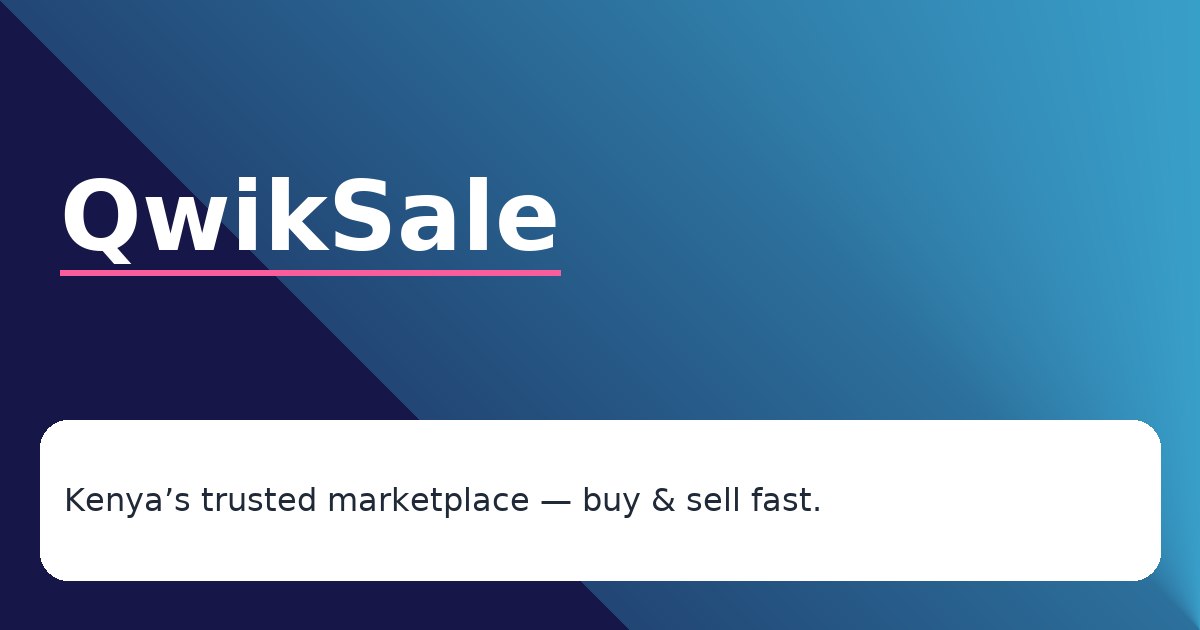 QwikSale
Kenya’s trusted marketplace — buy & sell fast.